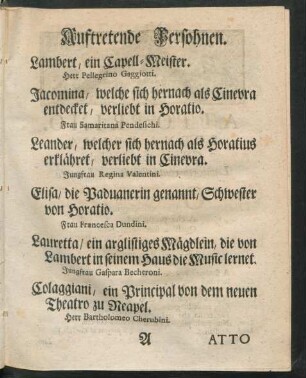 Auftretende Persohnen.
Lambert/ ein Capell-Meister.
Herr Pellegrino Gaggiotti.
Jacomina/ welche sich hernach als Cinevra
entdecket/ verliebt in Horatio.
Frau Samaritana Pendesichi.
Leander/ welcher sich hernach als Horatius
erklähret/ verliebt in Cinevra.
Jungfrau Regina Valentini.
Elisa/ die Paduanerin genannt/ Schwester
von Horatio.
Frau Francesca Dundini.
Lauretta/ ein arglistiges Mägdlein/ die von
Lambert in seinem Haus die Music lernet.
Jungfrau Gaspara Becheroni.
Colaggiani/ ein Principal von dem neuen
Theatro zu Neapel.
Herr Bartholomeo Cherubini.
A ATTO